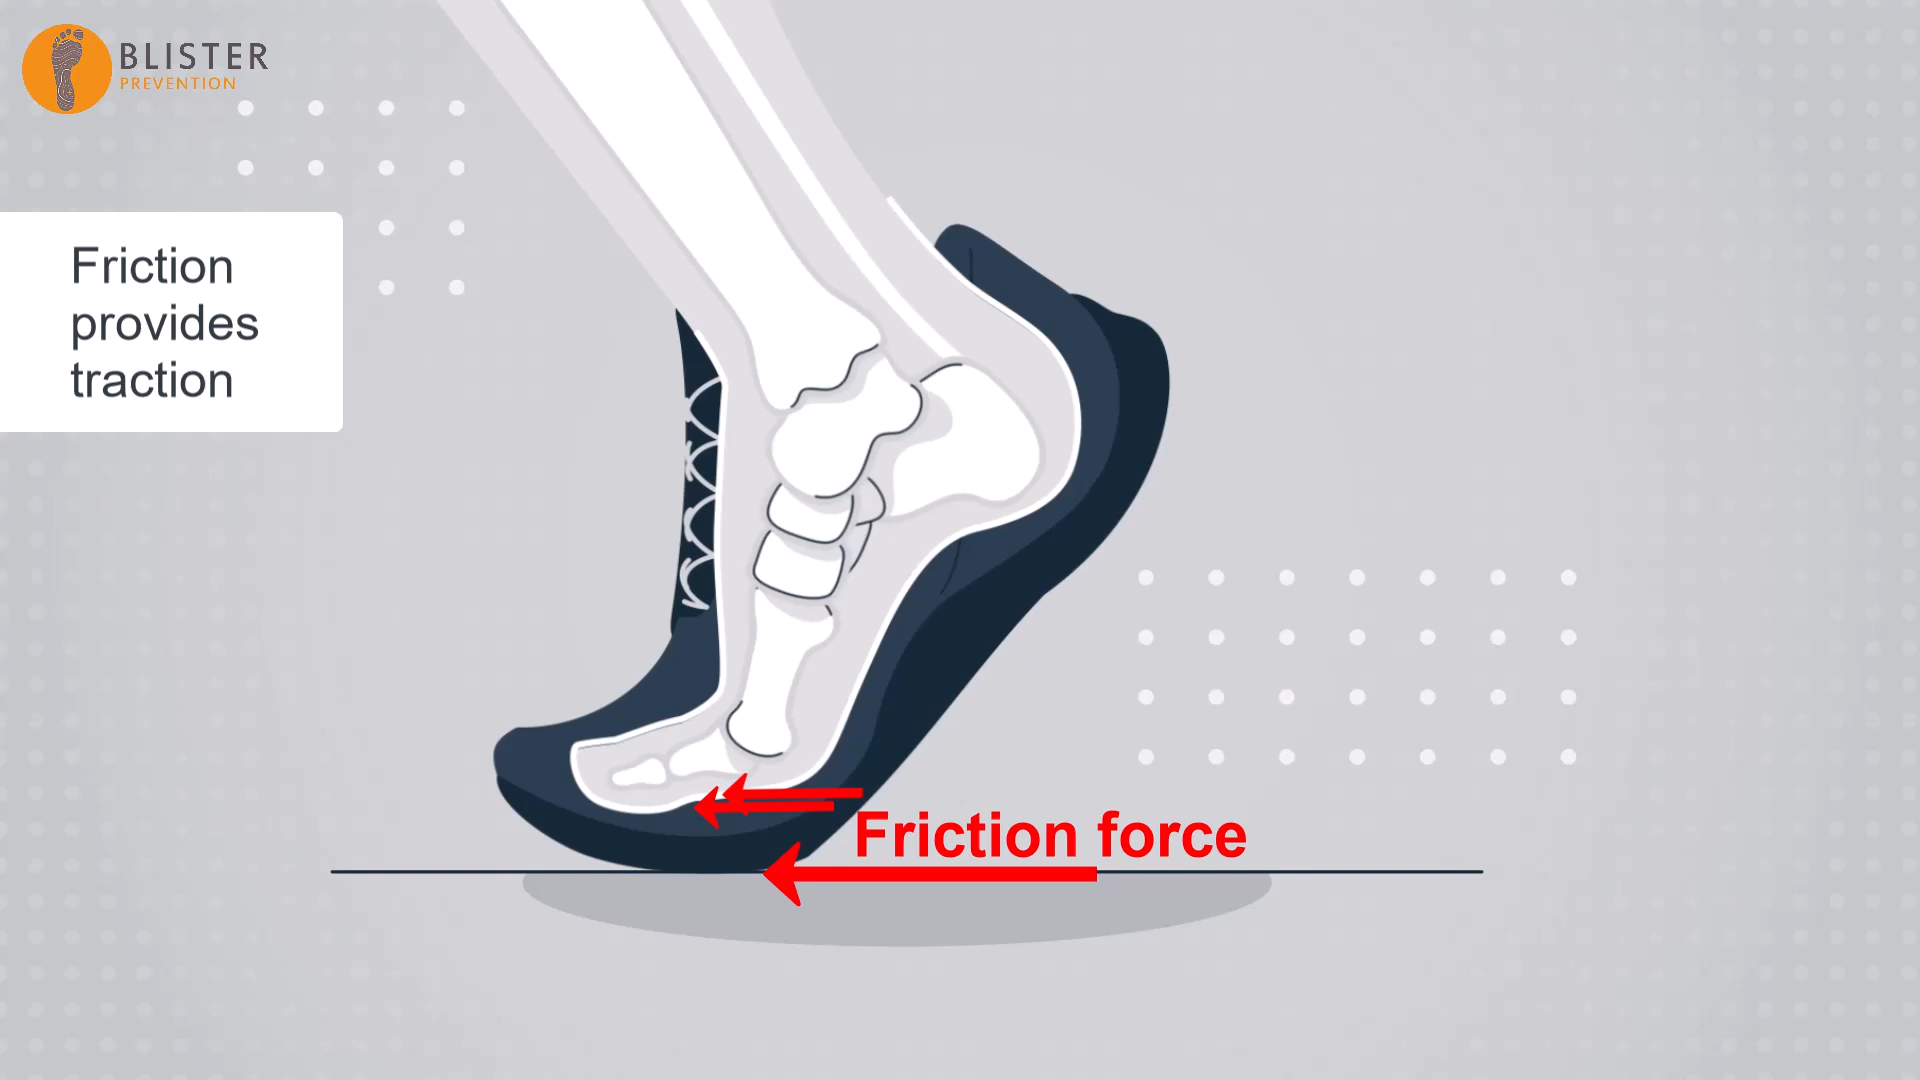 BLISTER
PREVENTION
Friction
provides
traction
Friction force